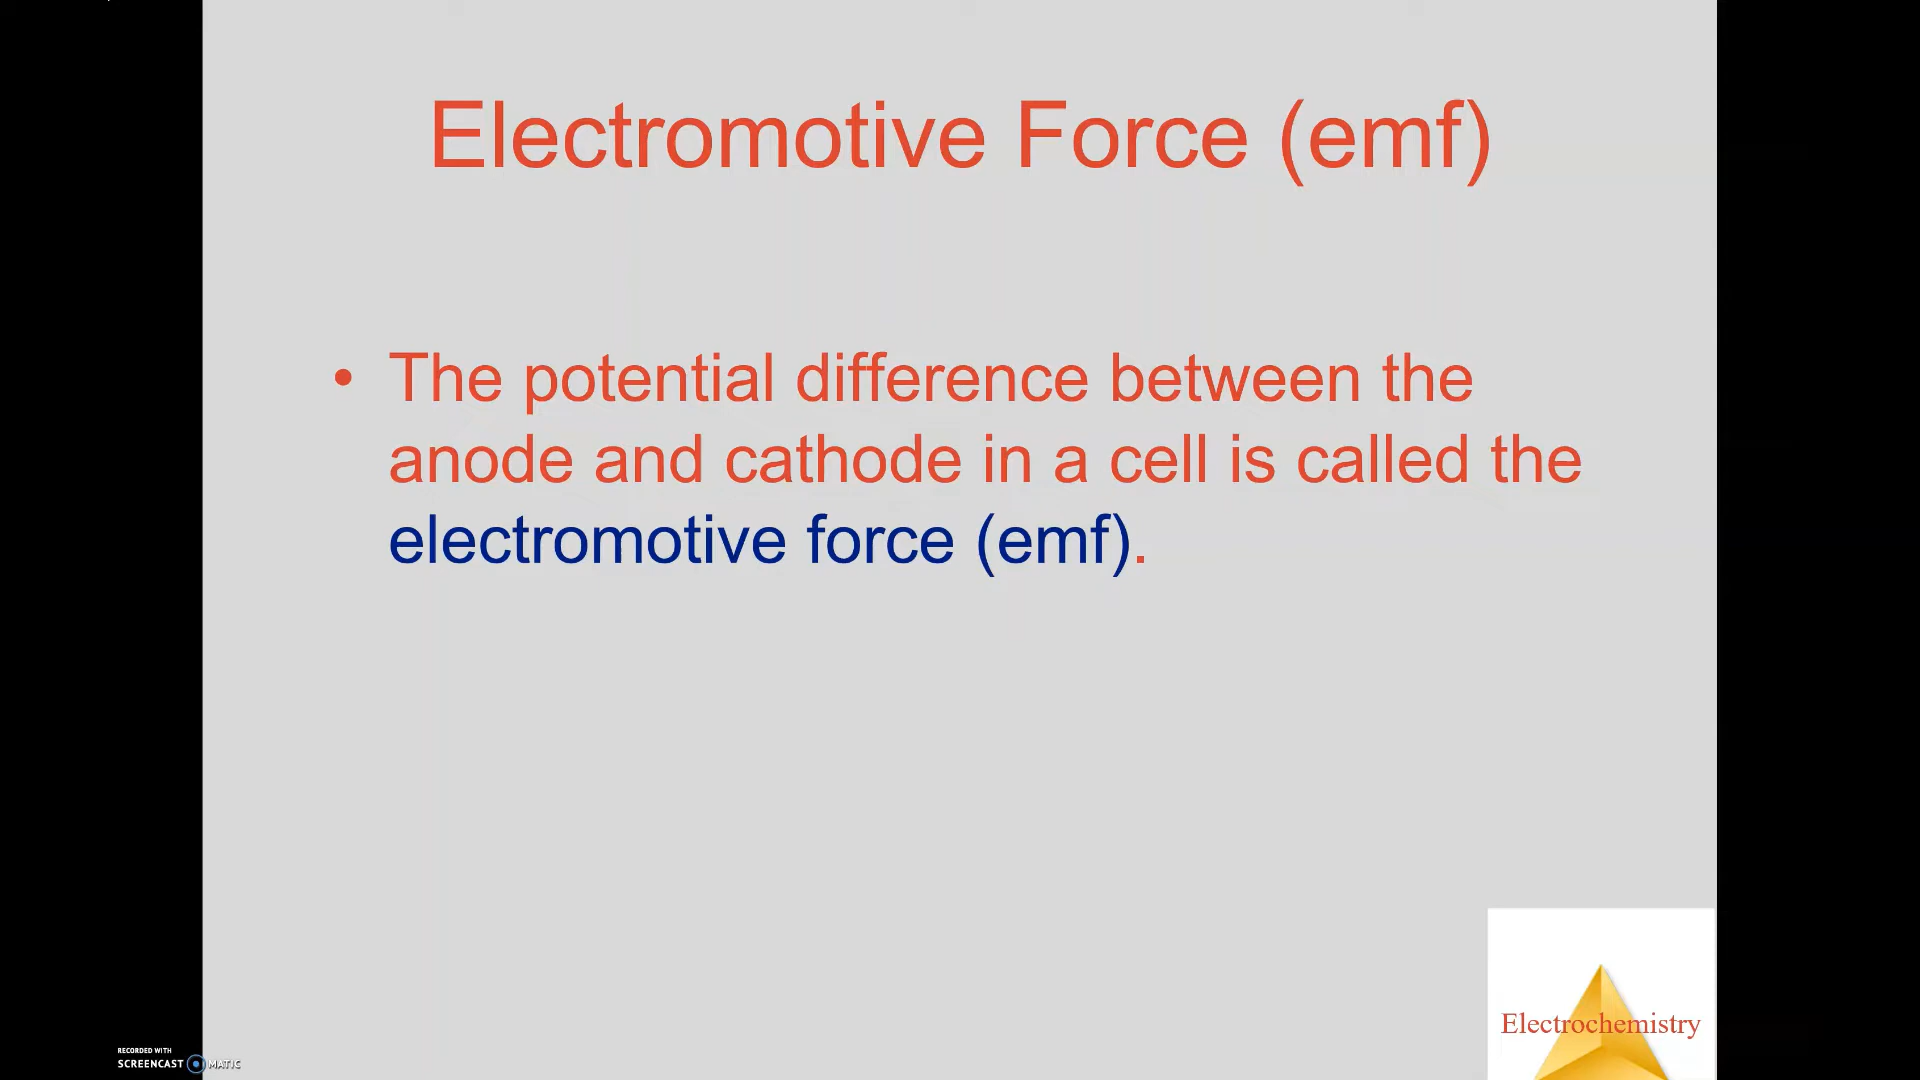 Electromotive Force (emf)
• The potential difference between the
anode and cathode in a cell is called the
electromotive force (emf).
Electrochemistry
RECORDED WITH
SCREENCAST MATIC